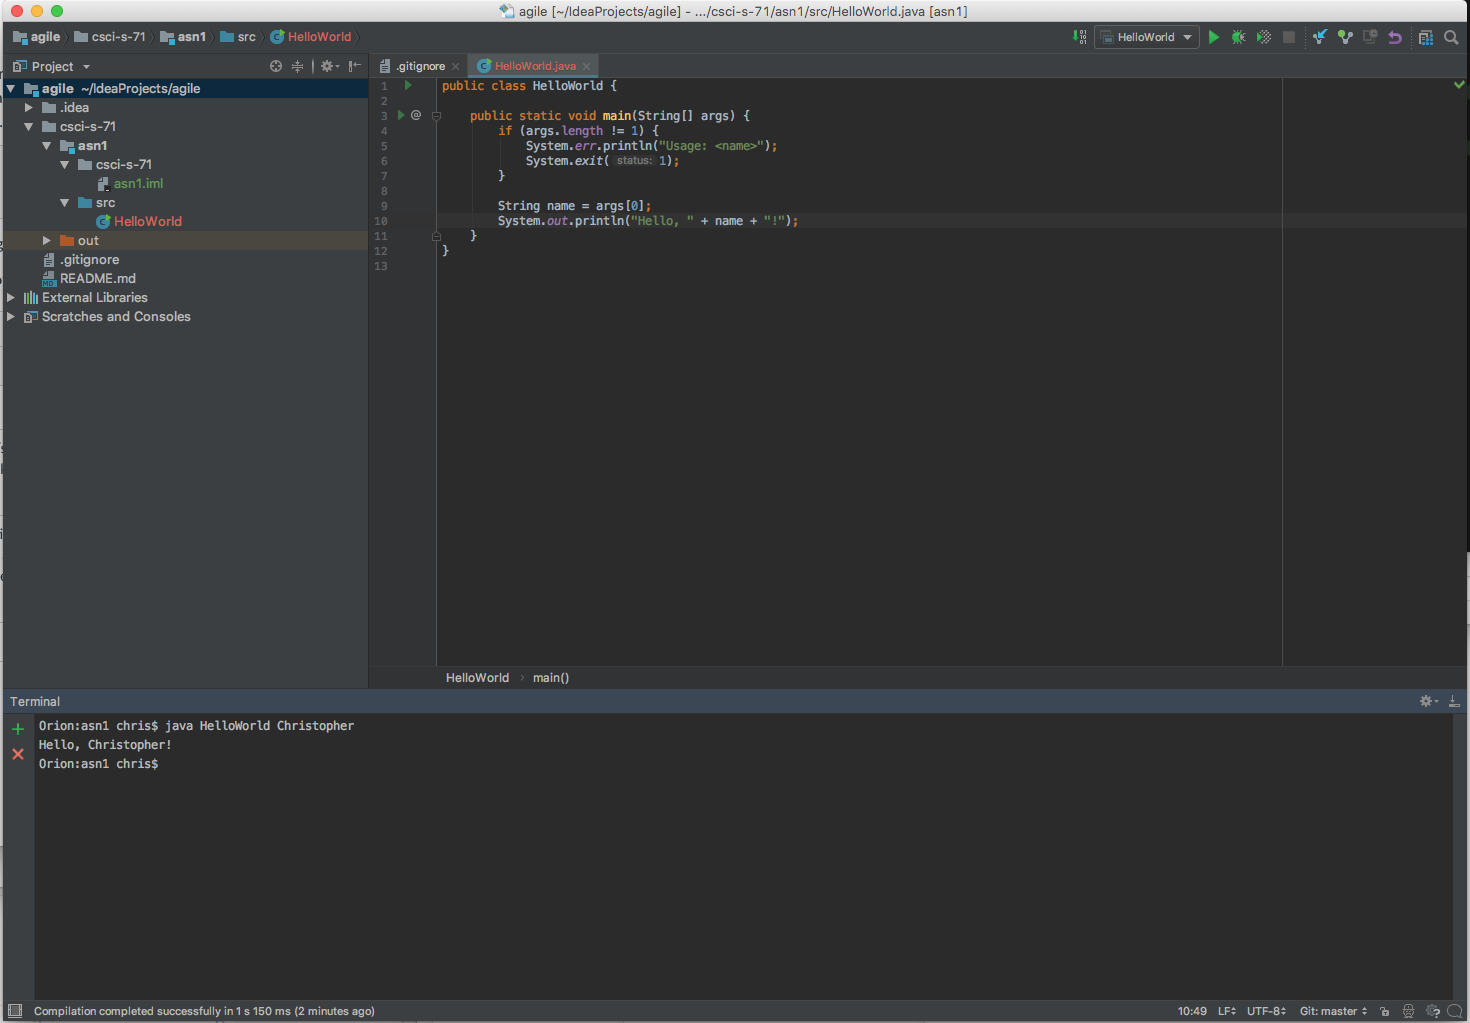 agile [~/IdeaProjects/agile] - .../csci-s-71/asn1/src/HelloWorld.java [asn1]
agile csci-s-71 asn1 src HelloWorld HelloWorld
Project .gitignore HelloWorld.java
agile ~/IdeaProjects/agile
.idea
csci-s-71
asn1
csci-s-71
asn1.iml
src
HelloWorld
out
.gitignore
README.md
External Libraries
Scratches and Consoles
1 public class HelloWorld {
2
3 @ public static void main(String[] args) {
4 if (args.length != 1) {
5 System.err.println("Usage: <name>");
6 System.exit( status: 1);
7 }
8
9 String name = args[0];
10 System.out.println("Hello, " + name + "!");
11 }
12 }
13
HelloWorld main()
Terminal
Orion:asn1 chris$ java HelloWorld Christopher
Hello, Christopher!
Orion:asn1 chris$
Compilation completed successfully in 1 s 150 ms (2 minutes ago) 10:49 LF UTF-8 Git: master